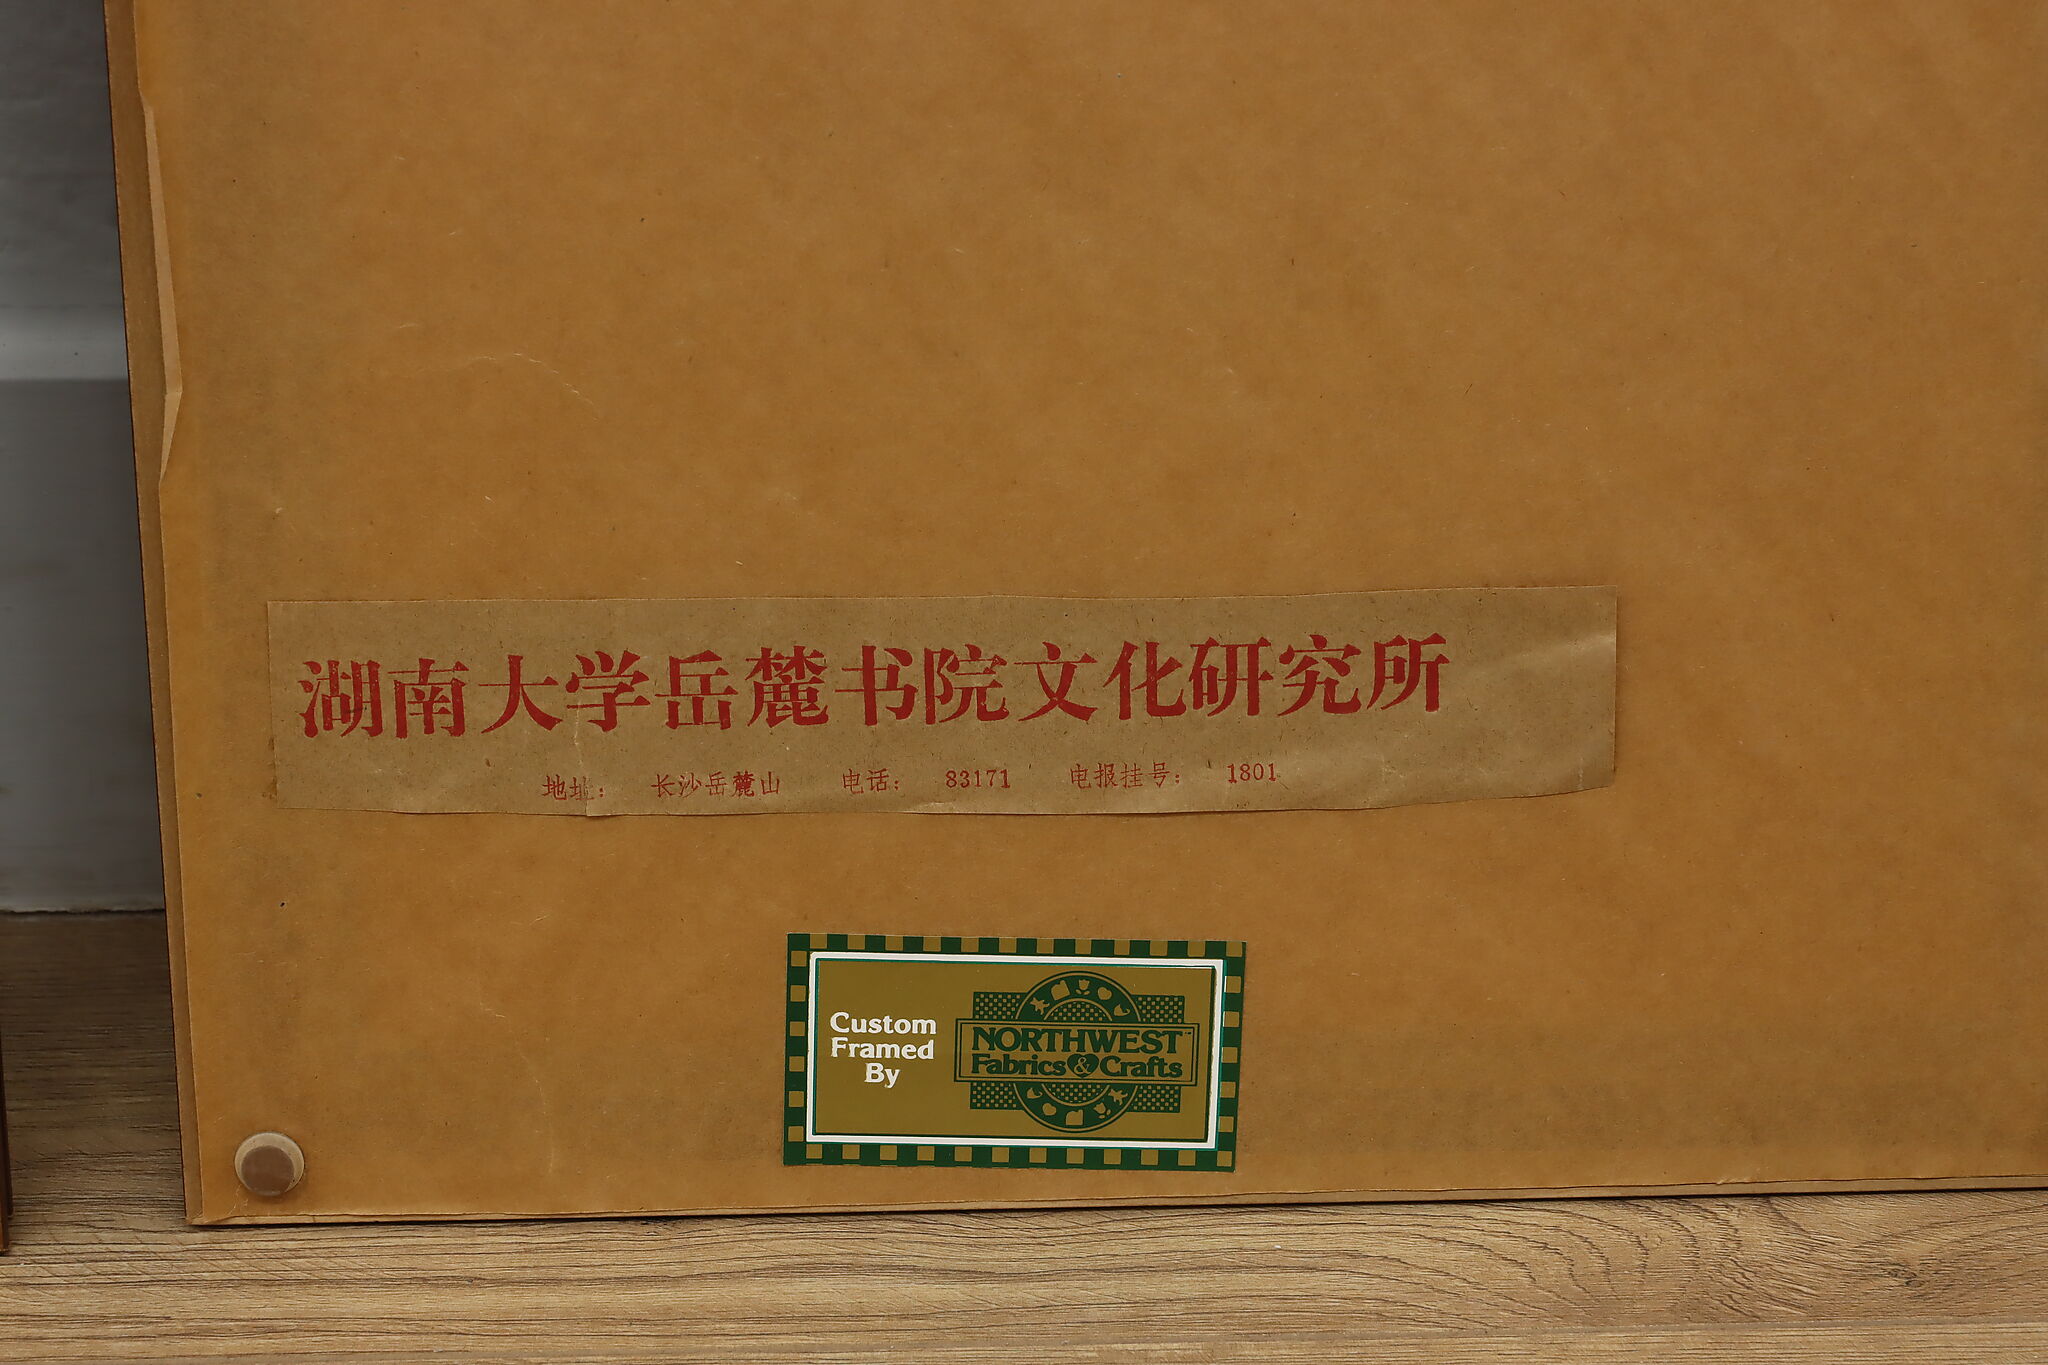 湖南大学岳麓书院文化研究所
地址： 长沙岳麓山 电话： 83171 电报挂号： 1801
Custom
Framed
By
NORTHWEST™
Fabrics & Crafts